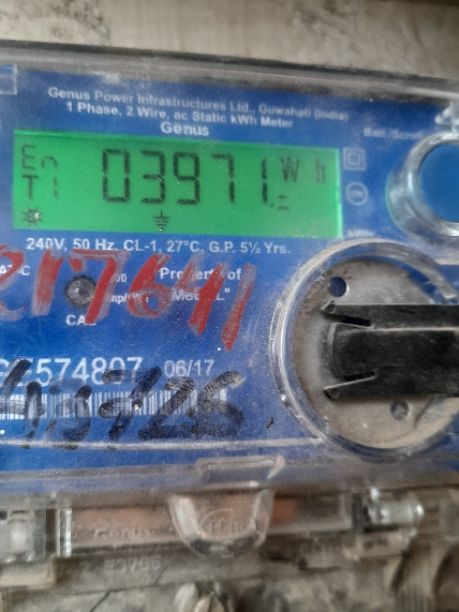 Genus Power Infrastructures Ltd., Guwahati (India)
1 Phase, 2 Wire, ac Static kWh Meter
Genus
En
T1
03971
Wh
240V, 50 Hz, CL-1, 27°C, G.P. 5½ Yrs.
Property of
217641
CAL
574807 06/17